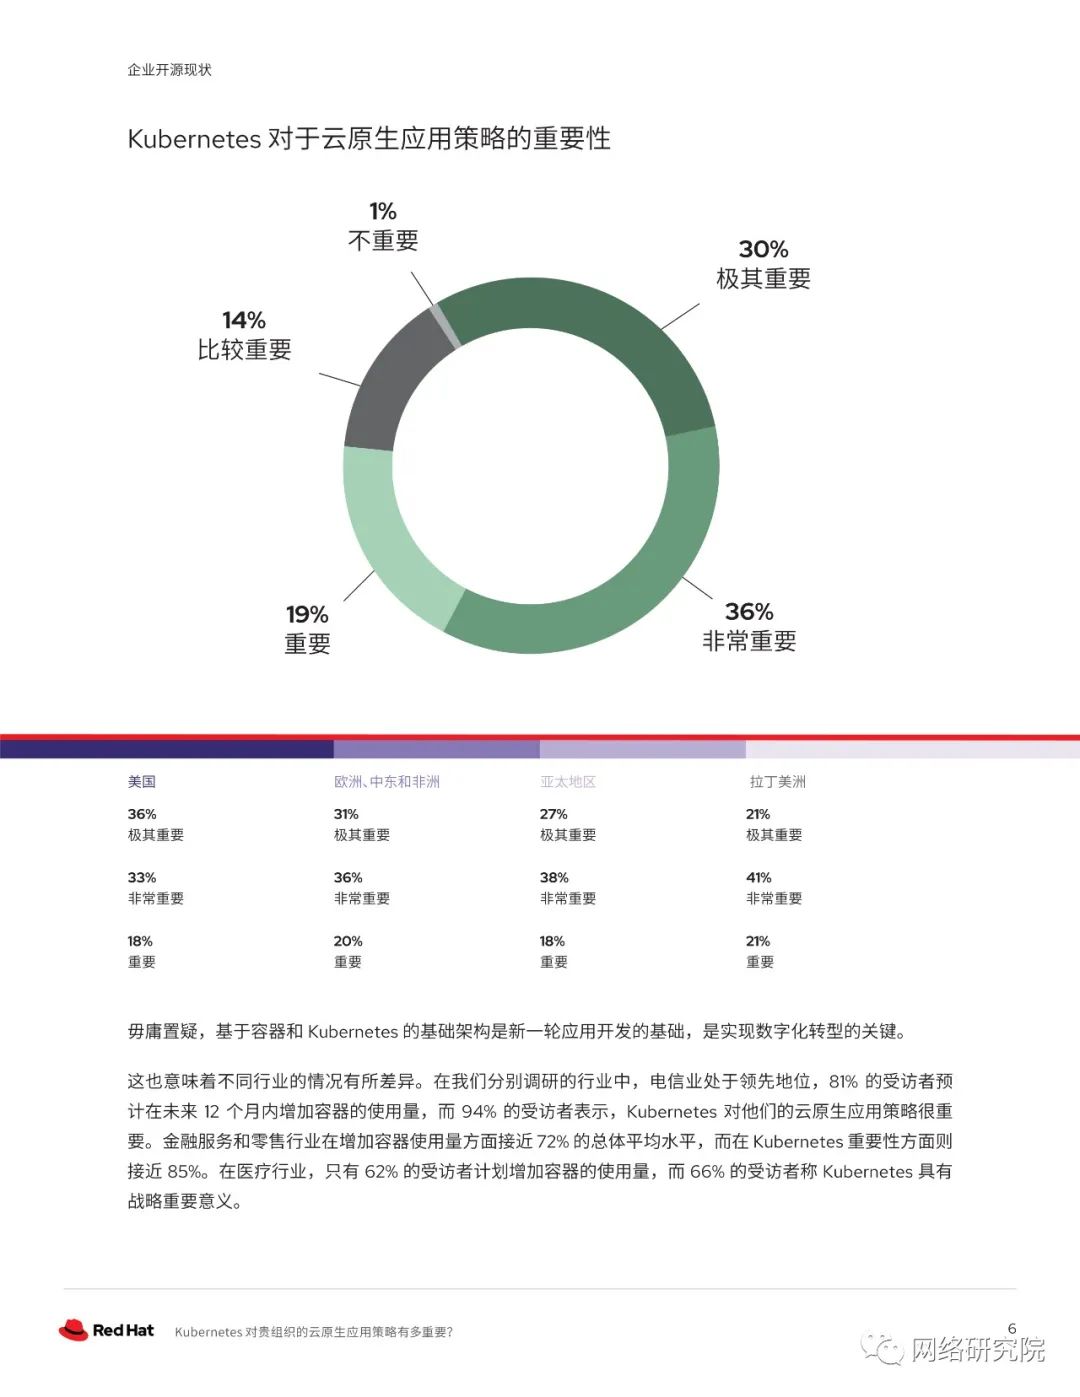 企业开源现状
Kubernetes 对于云原生应用策略的重要性
1%
不重要
30%
极其重要
14%
比较重要
19%
重要
36%
非常重要
美国
欧洲、中东和非洲
亚太地区
拉丁美洲
36%
极其重要
31%
极其重要
27%
极其重要
21%
极其重要
33%
非常重要
36%
非常重要
38%
非常重要
41%
非常重要
18%
重要
20%
重要
18%
重要
21%
重要
毋庸置疑，基于容器和 Kubernetes 的基础架构是新一轮应用开发的基础，是实现数字化转型的关键。
这也意味着不同行业的情况有所差异。在我们分别调研的行业中，电信业处于领先地位，81% 的受访者预
计在未来 12 个月内增加容器的使用量，而 94% 的受访者表示，Kubernetes 对他们的云原生应用策略很重
要。金融服务和零售行业在增加容器使用量方面接近 72% 的总体平均水平，而在 Kubernetes 重要性方面则
接近 85%。在医疗行业，只有 62% 的受访者计划增加容器的使用量，而 66% 的受访者称 Kubernetes 具有
战略重要意义。
Red Hat
Kubernetes 对贵组织的云原生应用策略有多重要？
6
网络研究院